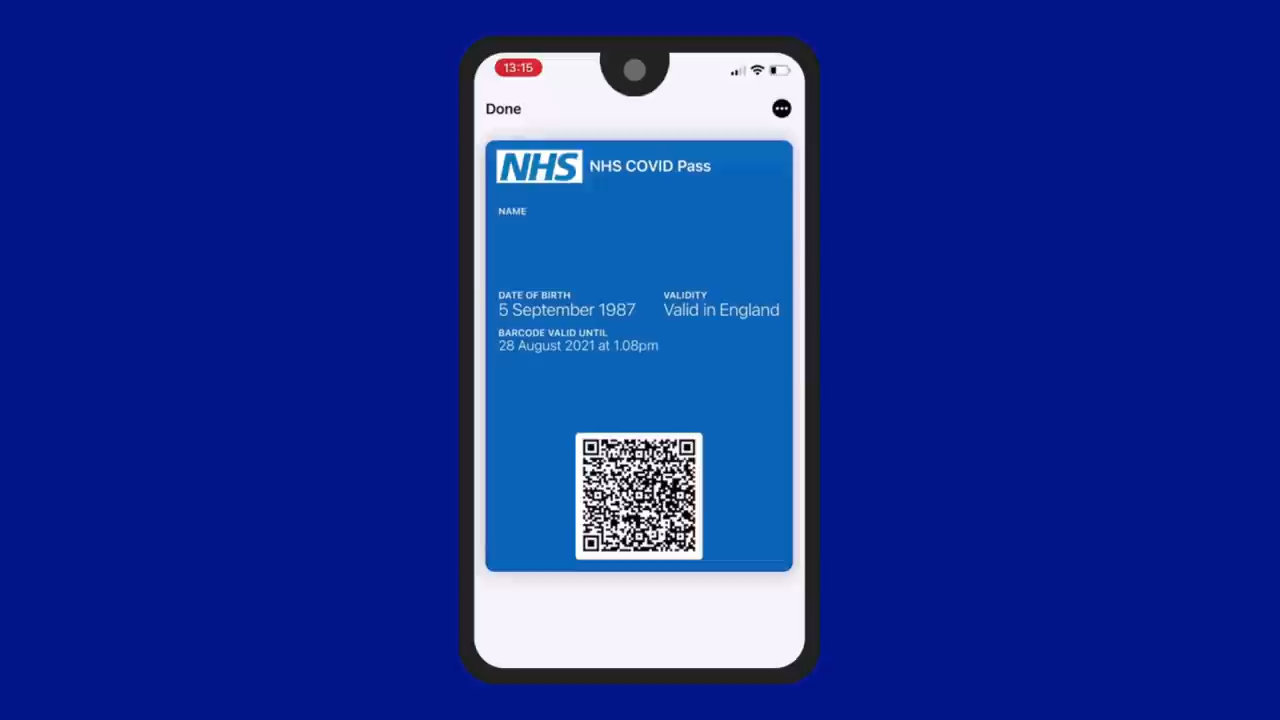 13:15
Done
NHS NHS COVID Pass
NAME
DATE OF BIRTH VALIDITY
5 September 1987 Valid in England
BARCODE VALID UNTIL
28 August 2021 at 1.08pm